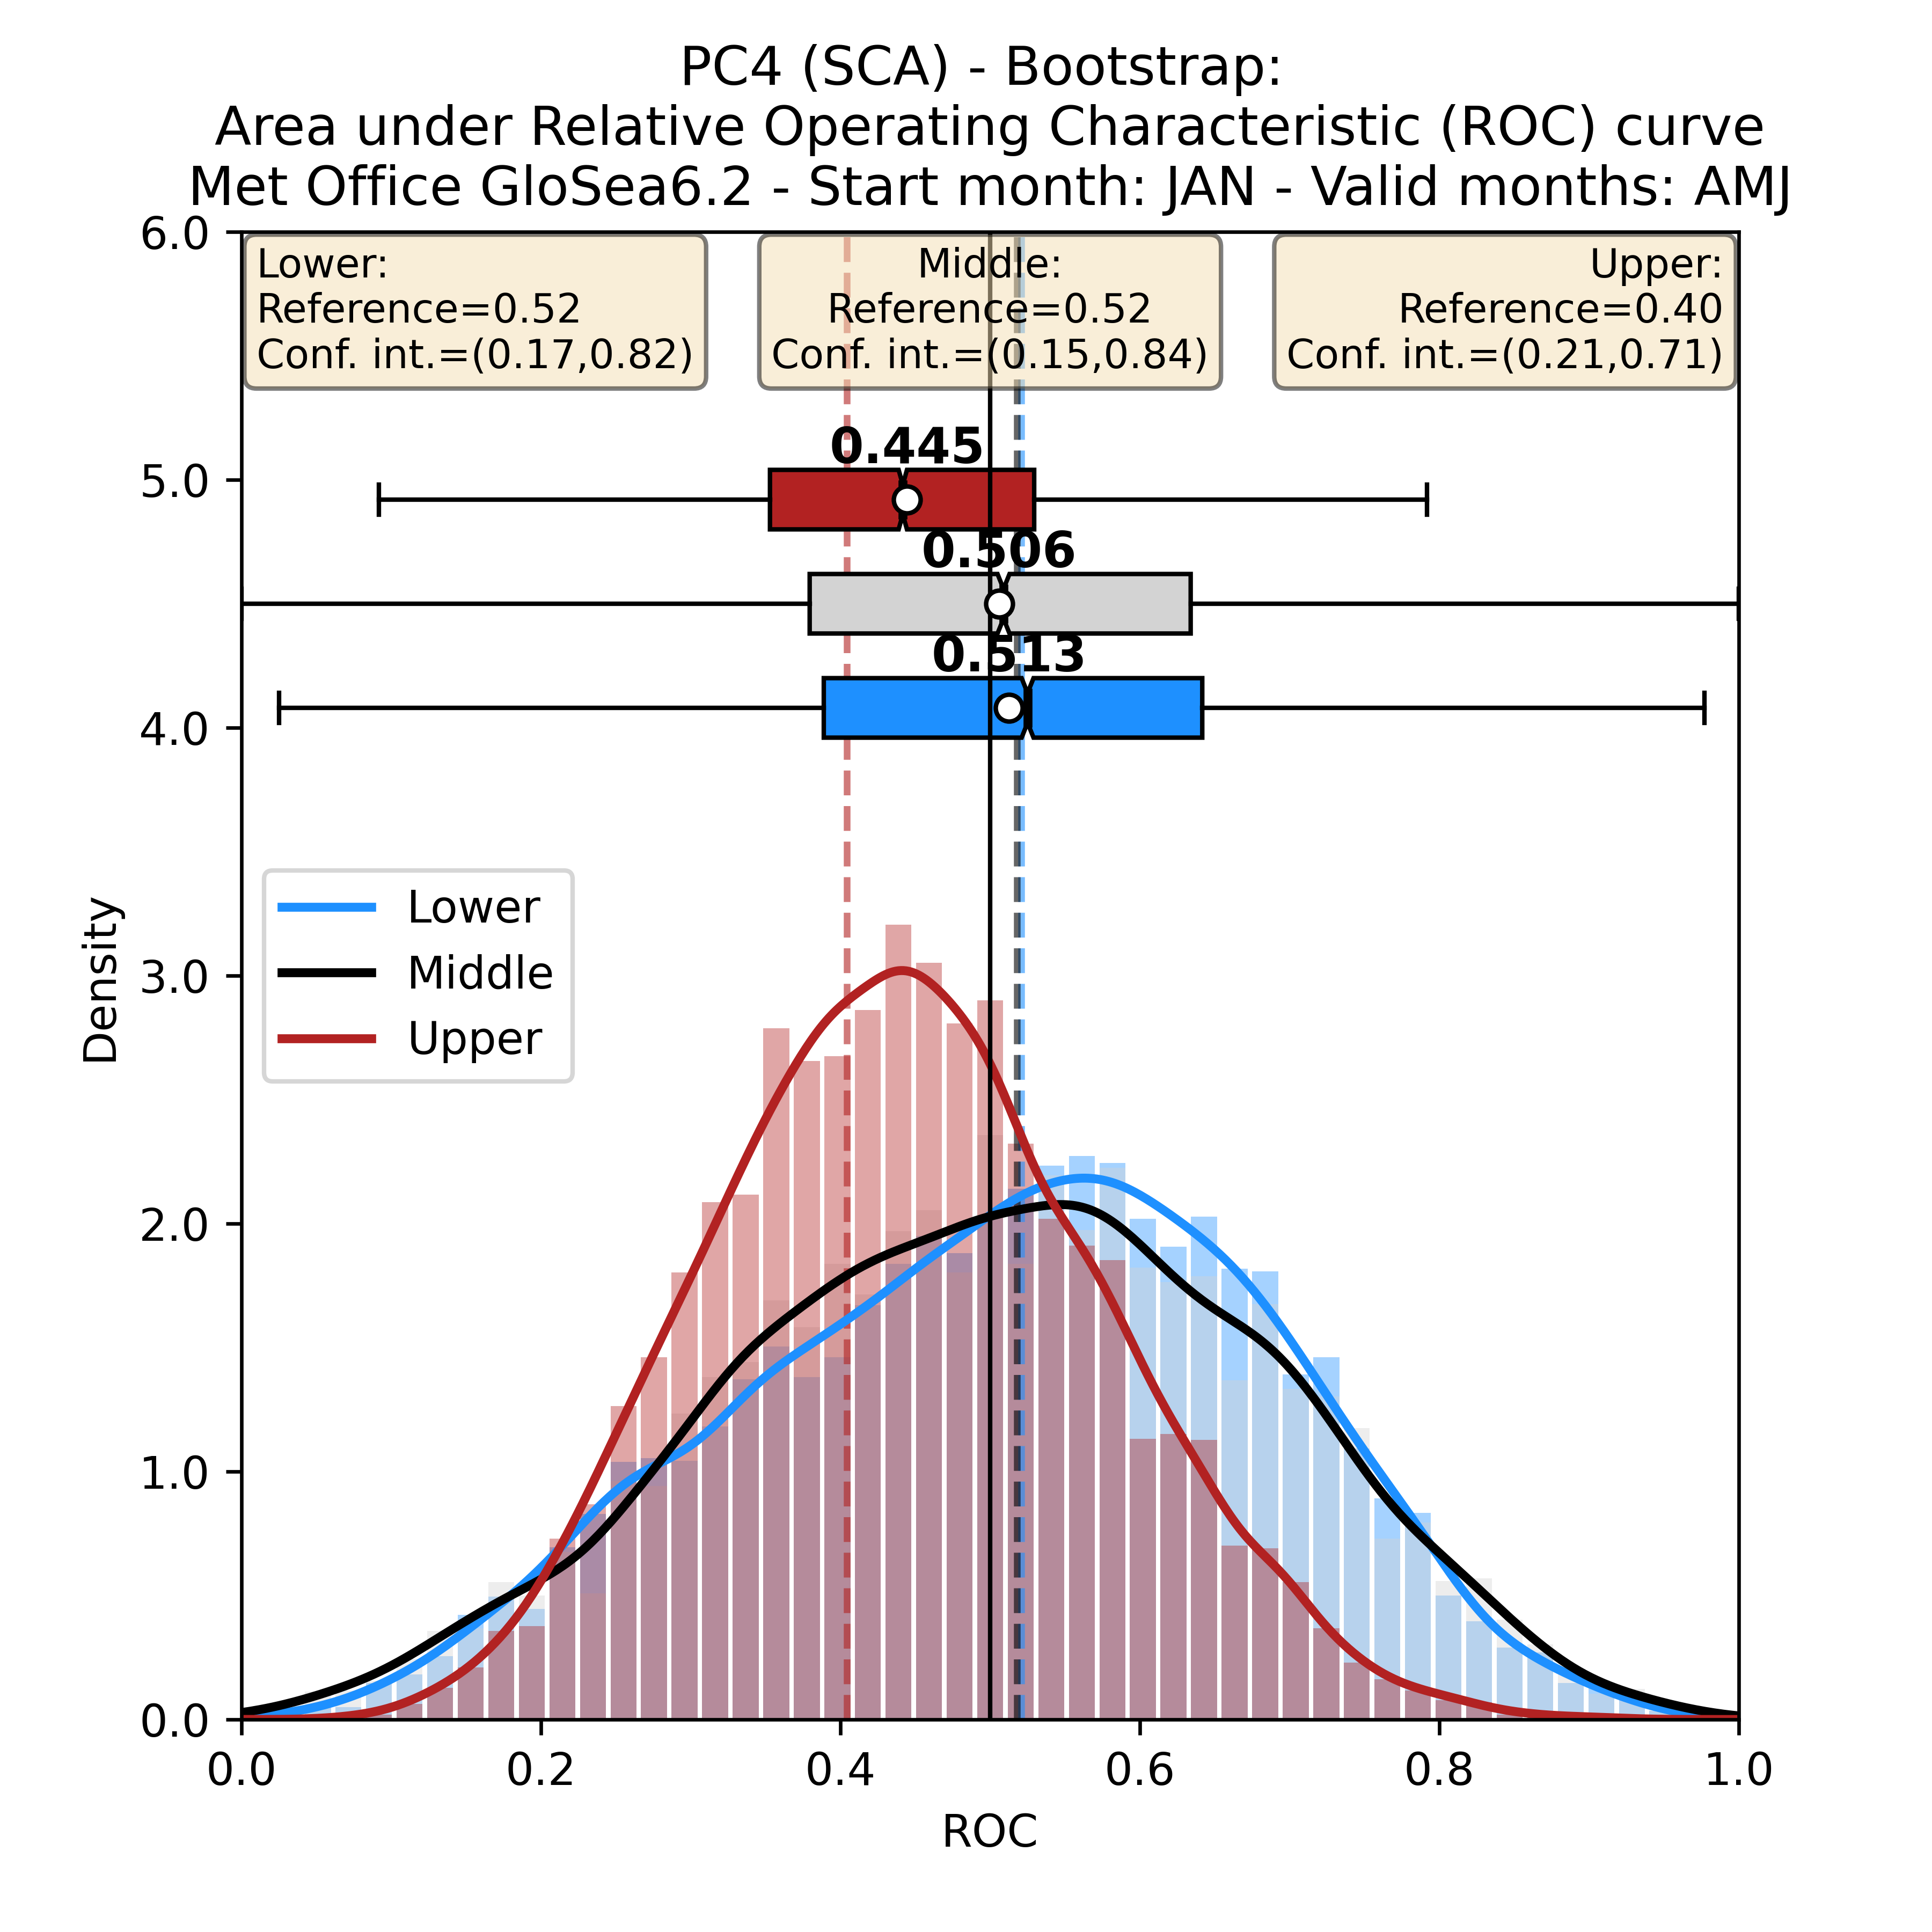 PC4 (SCA) - Bootstrap:
Area under Relative Operating Characteristic (ROC) curve
Met Office GloSea6.2 - Start month: JAN - Valid months: AMJ
Lower:
Reference=0.52
Conf. int.=(0.17,0.82)
Middle:
Reference=0.52
Conf. int.=(0.15,0.84)
Upper:
Reference=0.40
Conf. int.=(0.21,0.71)
0.445
0.506
0.513
6.0
5.0
4.0
3.0
2.0
1.0
0.0
Density
Lower
Middle
Upper
0.0 0.2 0.4 0.6 0.8 1.0
ROC